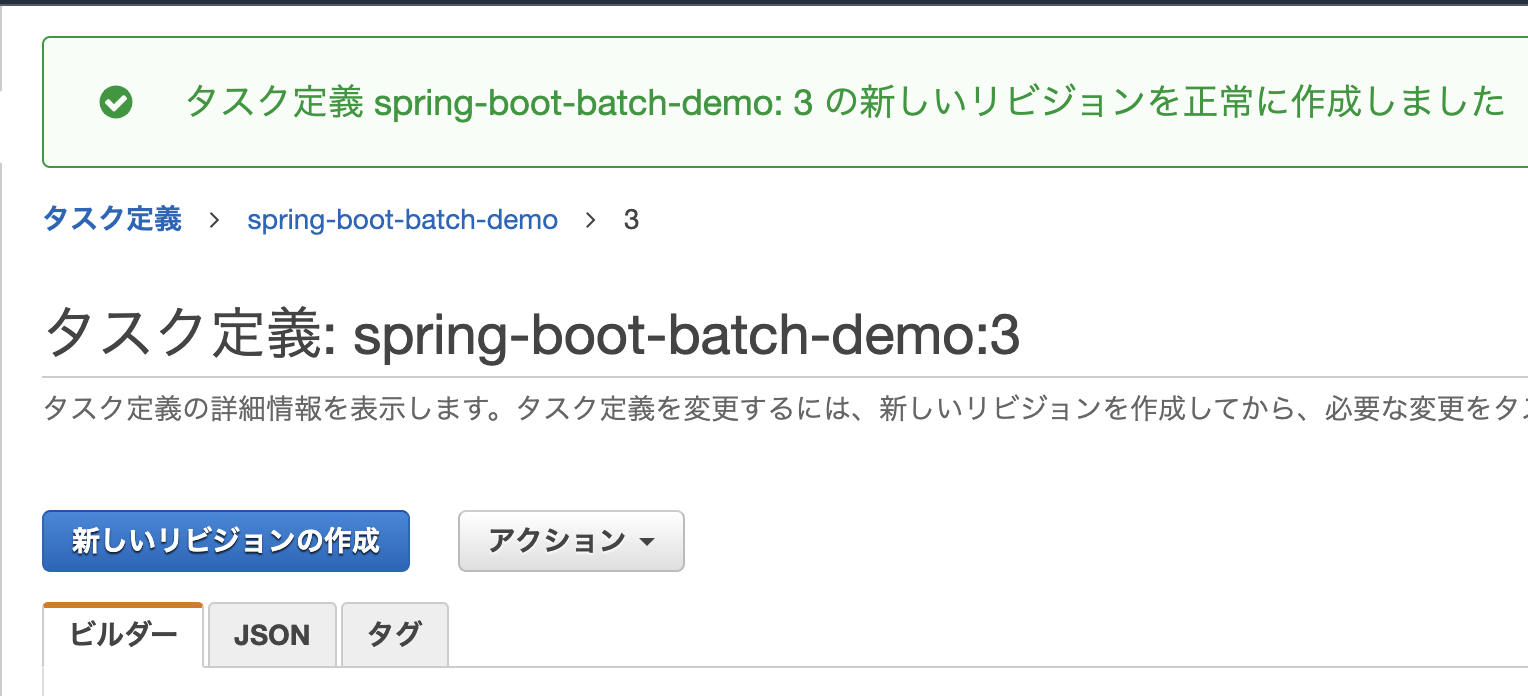 タスク定義 spring-boot-batch-demo: 3 の新しいリビジョンを正常に作成しました
タスク定義 > spring-boot-batch-demo > 3
タスク定義: spring-boot-batch-demo:3
タスク定義の詳細情報を表示します。タスク定義を変更するには、新しいリビジョンを作成してから、必要な変更をタ
新しいリビジョンの作成 アクション
ビルダー JSON タグ